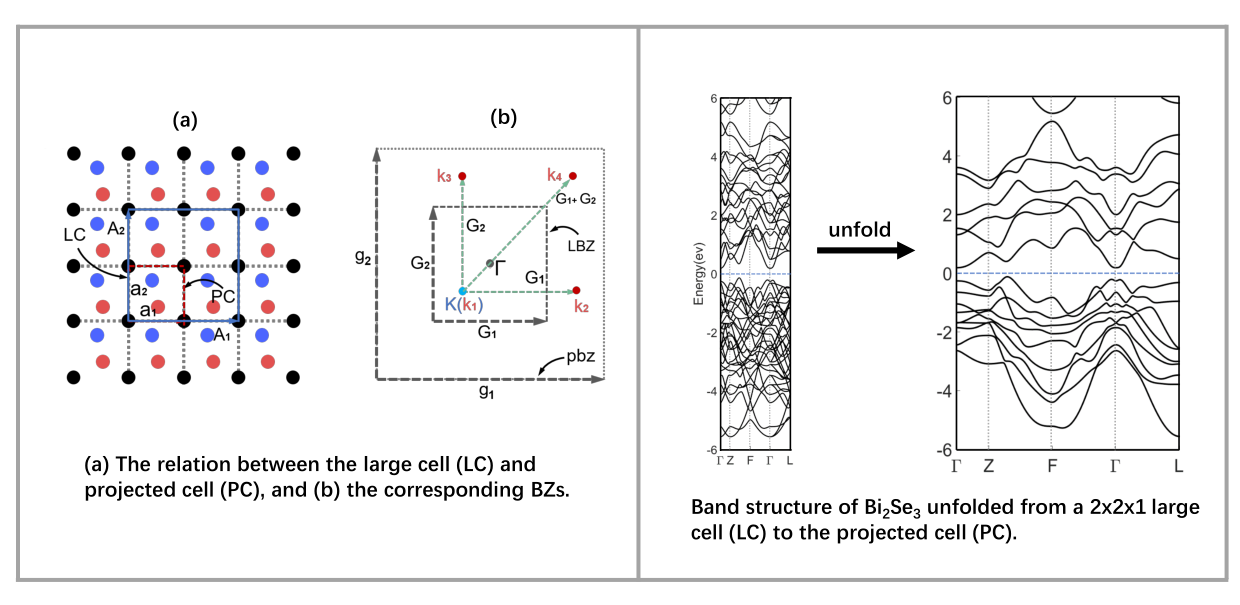 (a)
LC
A₂
a₂
a₁
PC
A₁
(b)
k₃
k₄
G₁+ G₂
G₂
LBZ
g₂
G₂
Γ
G₁
K(k₁)
k₂
G₁
pbz
g₁
(a) The relation between the large cell (LC) and
projected cell (PC), and (b) the corresponding BZs.
Energy(ev)
6
4
2
0
-2
-4
-6
Γ Z F Γ L
unfold
6
4
2
0
-2
-4
-6
Γ Z F Γ L
Band structure of Bi₂Se₃ unfolded from a 2x2x1 large
cell (LC) to the projected cell (PC).